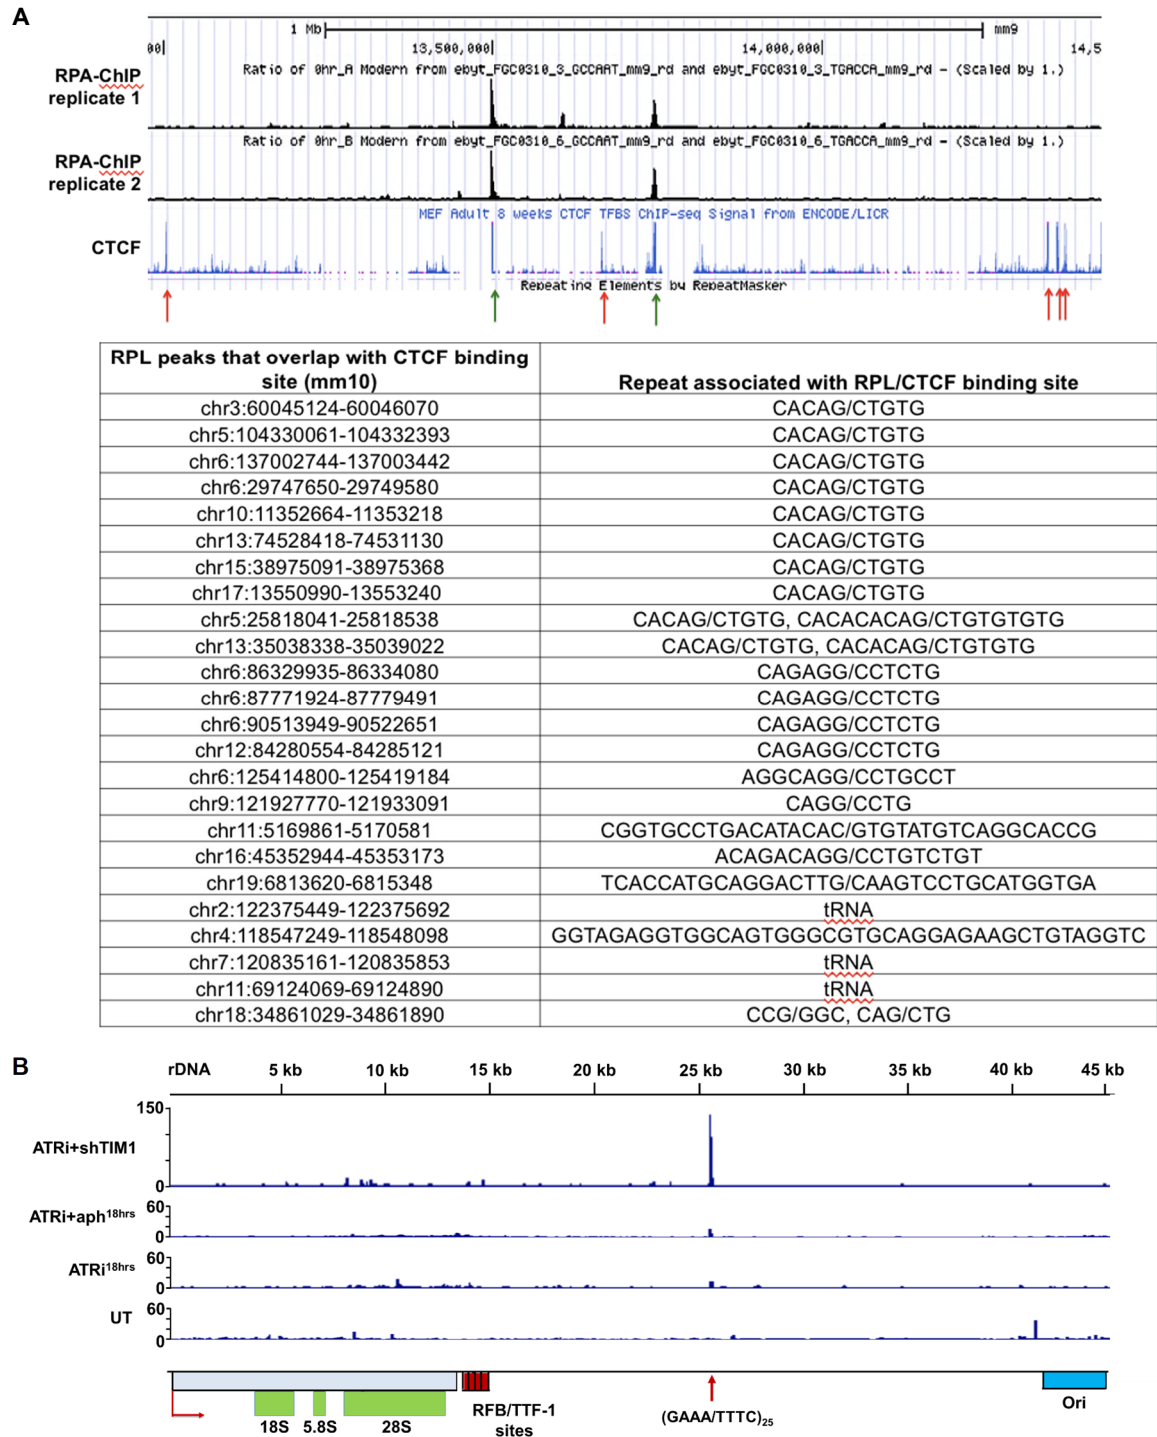 A
1 Mb
mm9
00|
13,500,000|
14,000,000|
14,5
RPA-ChIP
replicate 1
Ratio of 0hr_A Modern from ebyt_FGC0310_3_GCCAAT_mm9_rd and ebyt_FGC0310_3_TGACCA_mm9_rd - (Scaled by 1.)
RPA-ChIP
replicate 2
Ratio of 0hr_B Modern from ebyt_FGC0310_6_GCCAAT_mm9_rd and ebyt_FGC0310_6_TGACCA_mm9_rd - (Scaled by 1.)
MEF Adult 8 weeks CTCF TFBS ChIP-seq Signal from ENCODE/LICR
CTCF
Repeating Elements by RepeatMasker
RPL peaks that overlap with CTCF binding site (mm10) Repeat associated with RPL/CTCF binding site
chr3:60045124-60046070 CACAG/CTGTG
chr5:104330061-104332393 CACAG/CTGTG
chr6:137002744-137003442 CACAG/CTGTG
chr6:29747650-29749580 CACAG/CTGTG
chr10:11352664-11353218 CACAG/CTGTG
chr13:74528418-74531130 CACAG/CTGTG
chr15:38975091-38975368 CACAG/CTGTG
chr17:13550990-13553240 CACAG/CTGTG
chr5:25818041-25818538 CACAG/CTGTG, CACACACAG/CTGTGTGTG
chr13:35038338-35039022 CACAG/CTGTG, CACACAG/CTGTGTG
chr6:86329935-86334080 CAGAGG/CCTCTG
chr6:87771924-87779491 CAGAGG/CCTCTG
chr6:90513949-90522651 CAGAGG/CCTCTG
chr12:84280554-84285121 CAGAGG/CCTCTG
chr6:125414800-125419184 AGGCAGG/CCTGCCT
chr9:121927770-121933091 CAGG/CCTG
chr11:5169861-5170581 CGGTGCCTGACATACAC/GTGTATGTCAGGCACCG
chr16:45352944-45353173 ACAGACAGG/CCTGTCTGT
chr19:6813620-6815348 TCACCATGCAGGACTTG/CAAGTCCTGCATGGTGA
chr2:122375449-122375692 tRNA
chr4:118547249-118548098 GGTAGAGGTGGCAGTGGGCGTGCAGGAGAAGCTGTAGGTC
chr7:120835161-120835853 tRNA
chr11:69124069-69124890 tRNA
chr18:34861029-34861890 CCG/GGC, CAG/CTG
B
rDNA 5 kb 10 kb 15 kb 20 kb 25 kb 30 kb 35 kb 40 kb 45 kb
150
ATRi+shTIM1
0
60
ATRi+aph18hrs
0
60
ATRi18hrs
0
60
UT
0
18S 5.8S 28S
RFB/TTF-1
sites
(GAAA/TTTC)25
Ori